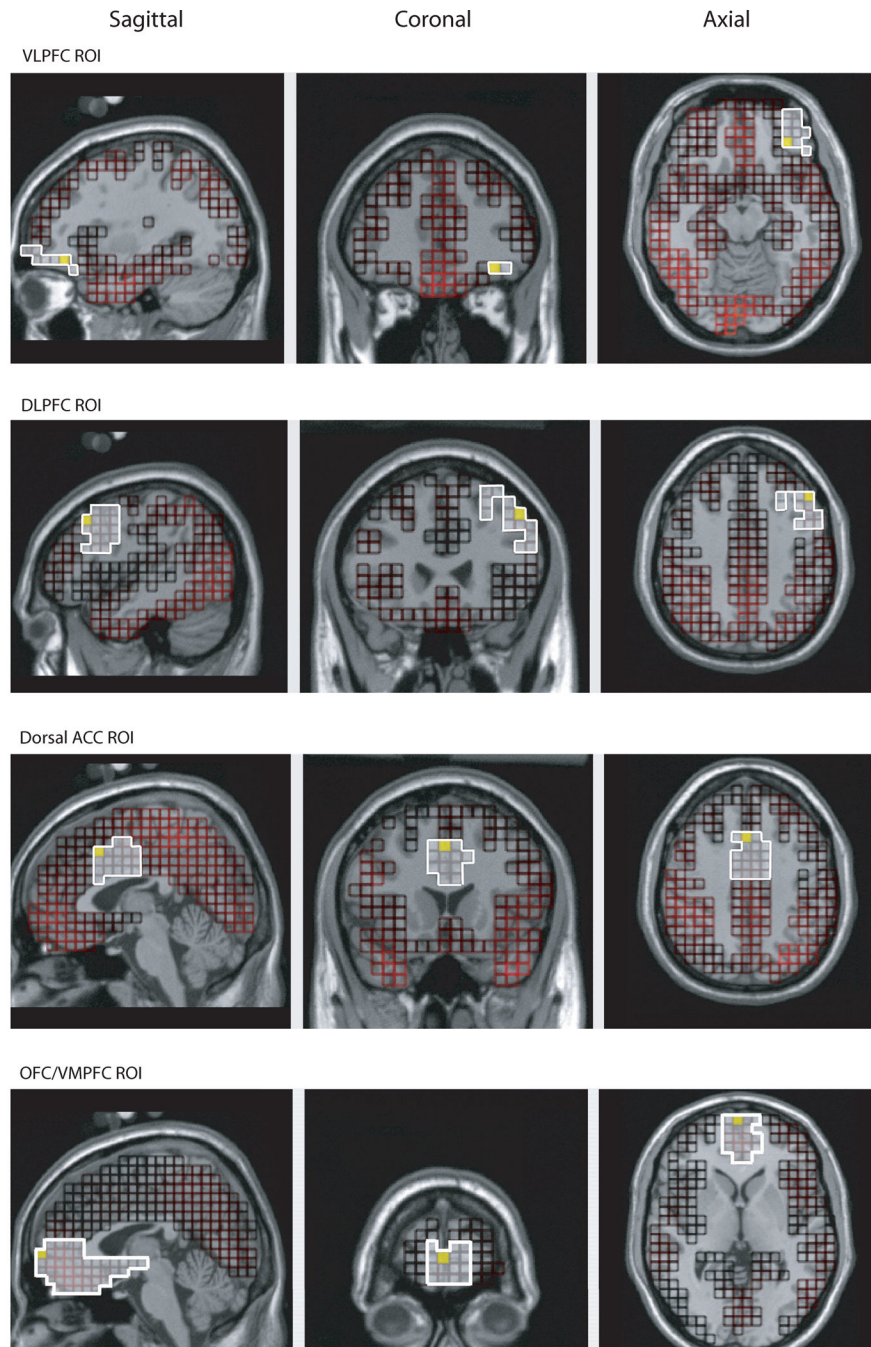 Sagittal Coronal Axial
VLPFC ROI
DLPFC ROI
Dorsal ACC ROI
OFC/VMPFC ROI